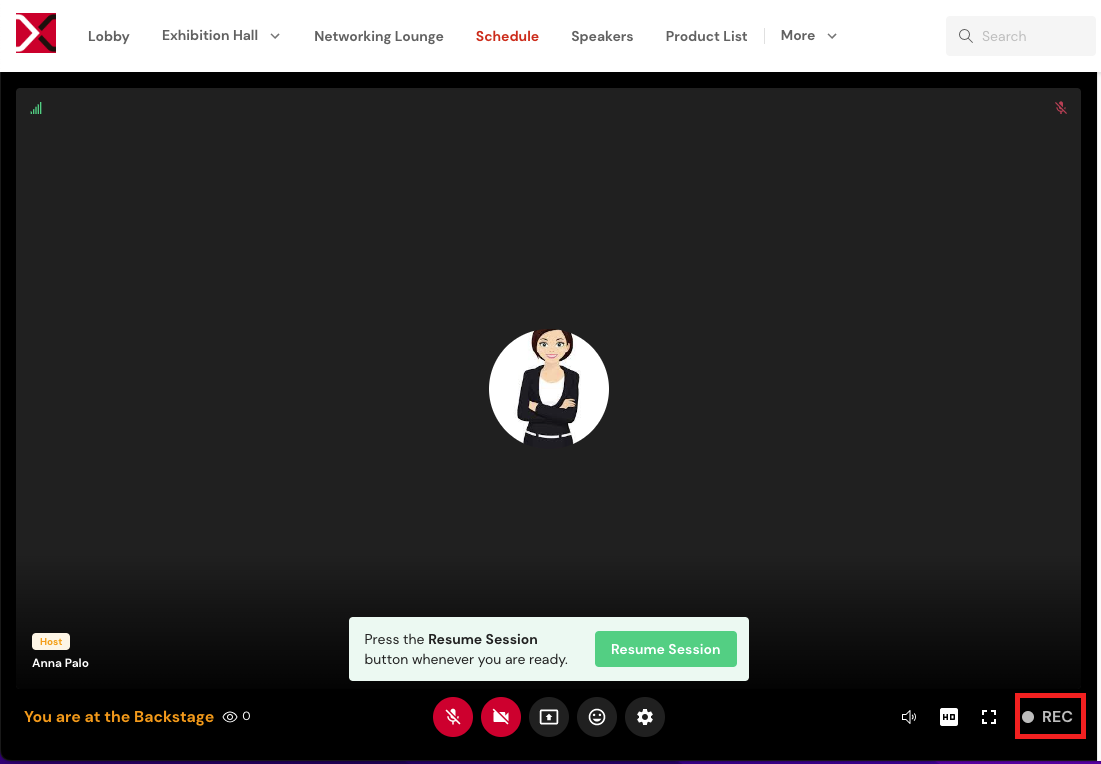 Lobby
Exhibition Hall
Networking Lounge
Schedule
Speakers
Product List
More
Search
Host
Anna Palo
Press the Resume Session
button whenever you are ready.
Resume Session
You are at the Backstage
0
HD
REC